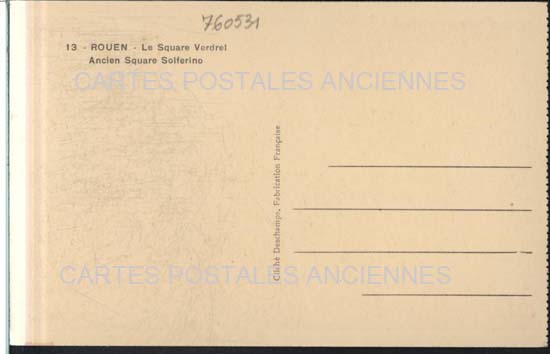 760531
13 - ROUEN - Le Square Verdrel
Ancien Square Solferino
CARTES POSTALES ANCIENNES
Cliché Deschamps, Fabrication Française
CARTES POSTALES ANCIENNES